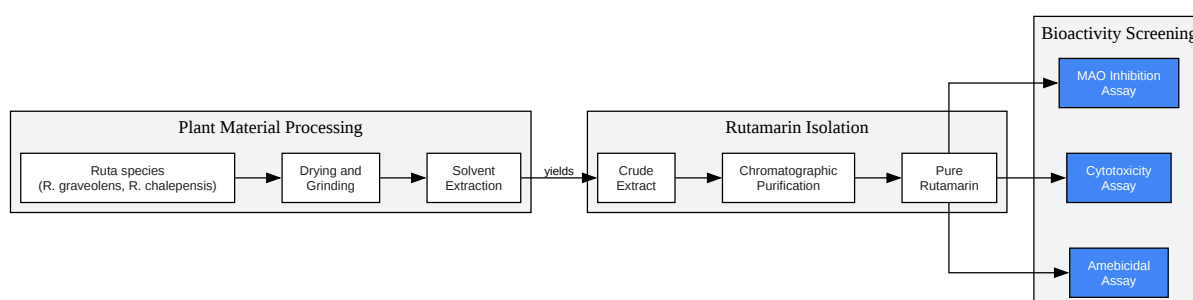 Plant Material Processing
Ruta species
(R. graveolens, R. chalepensis)
Drying and
Grinding
Solvent
Extraction
yields
Rutamarin Isolation
Crude
Extract
Chromatographic
Purification
Pure
Rutamarin
Bioactivity Screening
MAO Inhibition
Assay
Cytotoxicity
Assay
Amebicidal
Assay